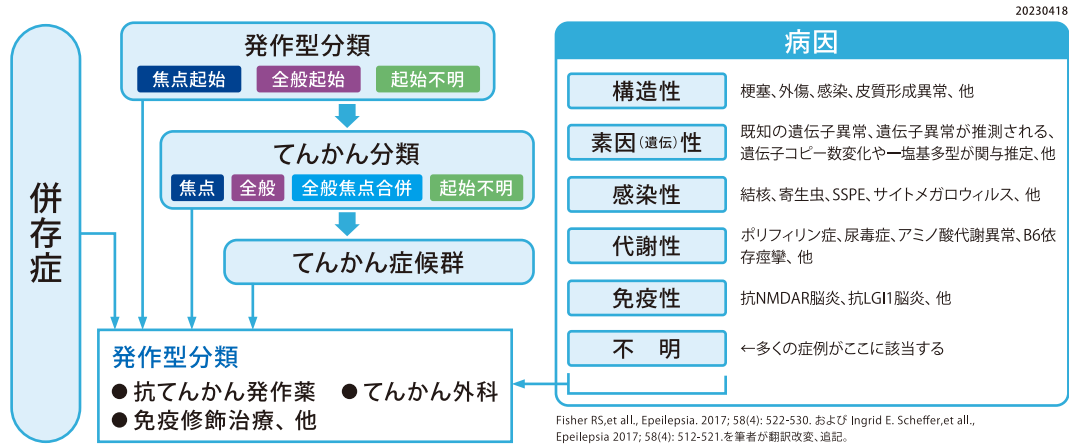 20230418
併存症
発作型分類
焦点起始 全般起始 起始不明
てんかん分類
焦点 全般 全般焦点合併 起始不明
てんかん症候群
発作型分類
● 抗てんかん発作薬 ● てんかん外科
● 免疫修飾治療、他
病因
構造性 梗塞、外傷、感染、皮質形成異常、他
素因(遺伝)性 既知の遺伝子異常、遺伝子異常が推測される、
遺伝子コピー数変化や一塩基多型が関与推定、他
感染性 結核、寄生虫、SSPE、サイトメガロウィルス、他
代謝性 ポリフィリン症、尿毒症、アミノ酸代謝異常、B6依
存痙攣、他
免疫性 抗NMDAR脳炎、抗LGI1脳炎、他
不 明 ←多くの症例がここに該当する
Fisher RS,et all., Epeilepsia. 2017; 58(4): 522-530. および Ingrid E. Scheffer,et all.,
Epeilepsia 2017; 58(4): 512-521.を筆者が翻訳改変、追記。